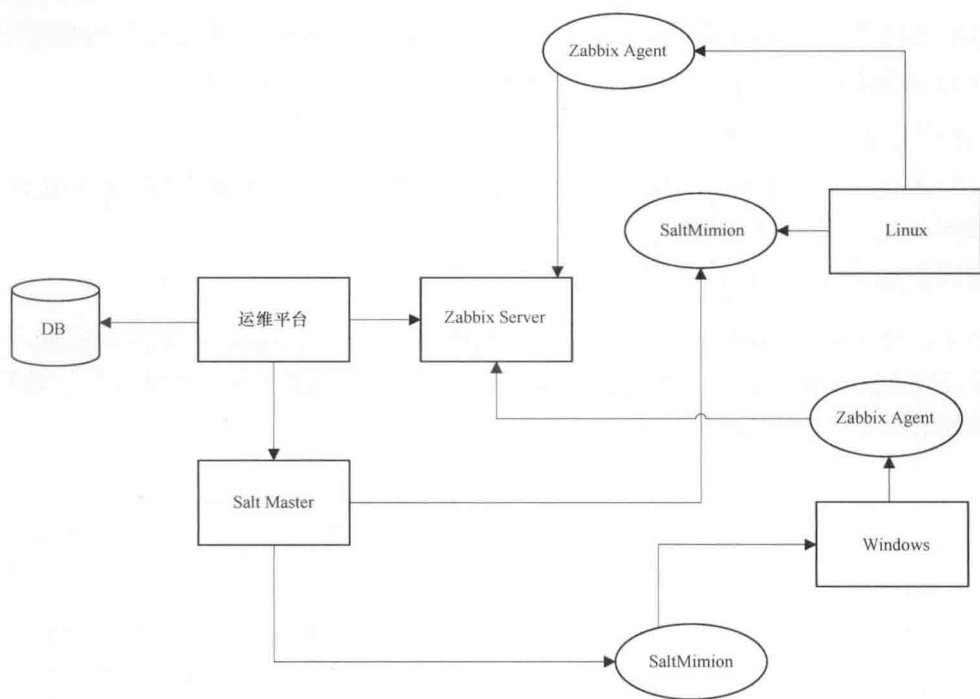 Zabbix Agent
SaltMimion
Linux
DB
运维平台
Zabbix Server
Zabbix Agent
Salt Master
Windows
SaltMimion